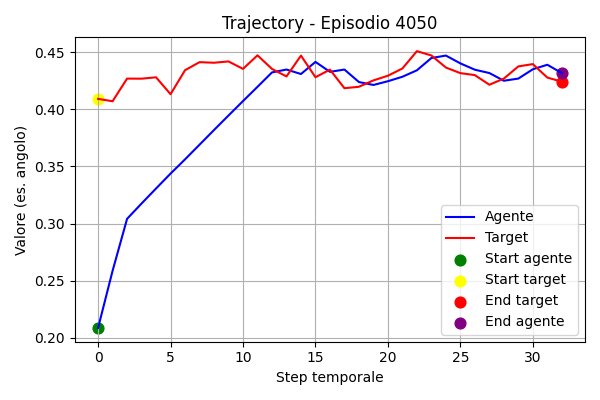 Trajectory - Episodio 4050
Valore (es. angolo)
0.45
0.40
0.35
0.30
0.25
0.20
0 5 10 15 20 25 30
Step temporale
Agente
Target
Start agente
Start target
End target
End agente